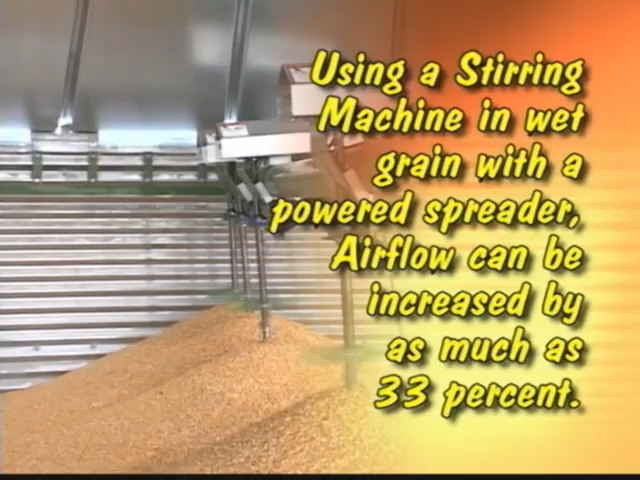 Using a Stirring
Machine in wet
grain with a
powered spreader,
Airflow can be
increased by
as much as
33 percent.